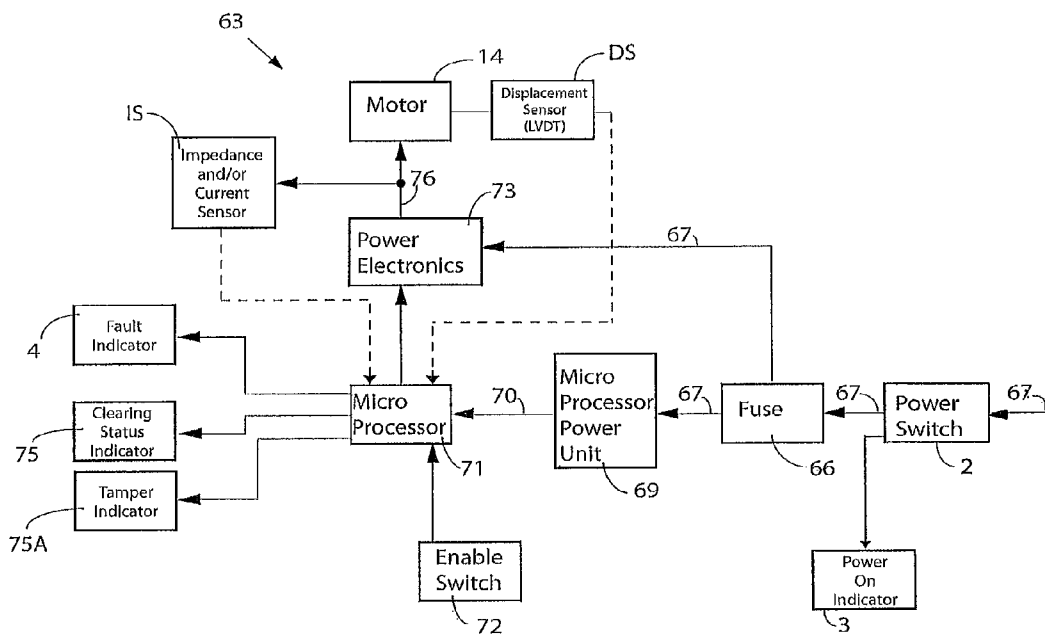 63
14
DS
Motor
Displacement
Sensor
(LVDT)
IS
Impedance
and/or
Current
Sensor
76
73
Power
Electronics
67
4
Fault
Indicator
Clearing
Status
Indicator
75
Tamper
Indicator
75A
Micro
Processor
71
70
Micro
Processor
Power
Unit
69
67
Fuse
66
67
Power
Switch
2
67
Enable
Switch
72
Power
On
Indicator
3